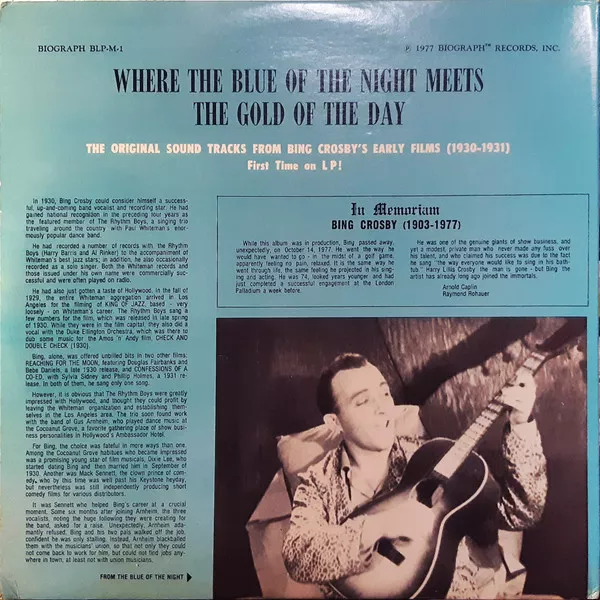 BIOGRAPH BLP-M-1
℗ 1977 BIOGRAPH™ RECORDS, INC.
WHERE THE BLUE OF THE NIGHT MEETS
THE GOLD OF THE DAY
THE ORIGINAL SOUND TRACKS FROM BING CROSBY'S EARLY FILMS (1930-1931)
First Time on LP!
In 1930, Bing Crosby could consider himself a success-
ful, up-and-coming band vocalist and recording star. He had
gained national recognition in the preceding four years as
the featured member of The Rhythm Boys, a singing trio
traveling around the country with Paul Whiteman's enor-
mously popular dance band.
He had recorded a number of records with the Rhythm
Boys (Harry Barris and Al Rinker) to the accompaniment of
Whiteman's best jazz stars; in addition, he also occasionally
recorded as a solo singer. Both the Whiteman records and
those issued under his own name were commercially suc-
cessful and were often played on radio.
He had also just gotten a taste of Hollywood. In the fall of
1929, the entire Whiteman aggregation arrived in Los
Angeles for the filming of KING OF JAZZ, based - very
loosely - on Whiteman's career. The Rhythm Boys sang a
few numbers for the film, which was released in late spring
of 1930. While they were in the film capital, they also did a
vocal with the Duke Ellington Orchestra, which was there to
dub some music for the Amos 'n' Andy film, CHECK AND
DOUBLE CHECK (1930).
Bing, alone, was offered unbilled bits in two other films,
REACHING FOR THE MOON, featuring Douglas Fairbanks and
Bebe Daniels, a late 1930 release, and CONFESSIONS OF A
CO-ED, with Sylvia Sidney and Phillip Holmes, a 1931 re-
lease. In both of them, he sang only one song.
However, it is obvious that The Rhythm Boys were greatly
impressed with Hollywood, and thought they could profit by
leaving the Whiteman organization and establishing them-
selves in the Los Angeles area. The trio soon found work
with the band of Gus Arnheim, who played dance music at
the Cocoanut Grove, a favorite gathering place of show busi-
ness personalities in Hollywood's Ambassador Hotel.
For Bing, the choice was fateful in more ways than one.
Among the Cocoanut Grove habitues who became impressed
was a promising young star of film musicals, Dixie Lee, who
started dating Bing and then married him in September of
1930. Another was Mack Sennett, the clown prince of com-
edy, who by this time was well past his Keystone heyday,
but nevertheless was still independently producing short
comedy films for various distributors.
It was Sennett who helped Bing's career at a crucial
moment. Some six months after joining Arnheim, the three
vocalists, noting the huge following they were creating for
the band, asked for a raise. Unexpectedly, Arnheim ada-
mantly refused. Bing and his two pals walked off the job,
confident he was only stalling. Instead, Arnheim blackballed
them with the musicians' union, so that not only they could
not come back to work for him, but could not find jobs any-
where in town, at least not with union musicians.
FROM THE BLUE OF THE NIGHT ▶
In Memoriam
BING CROSBY (1903-1977)
While this album was in production, Bing passed away,
unexpectedly, on October 14, 1977. He went the way he
would have wanted to go - in the midst of a golf game,
apparently feeling no pain, relaxed. It is the same way he
went through life, the same feeling he projected in his sing-
ing and acting. He was 74, looked years younger, and had
just completed a successful engagement at the London
Palladium a week before.
He was one of the genuine giants of show business, and
yet a modest, private man who never made any fuss over
his talent, and who claimed his success was due to the fact
he sang "the way everyone would like to sing in his bath-
tub." Harry Lillis Crosby the man is gone - but Bing the
artist has already long ago joined the immortals.
Arnold Caplin
Raymond Rohauer